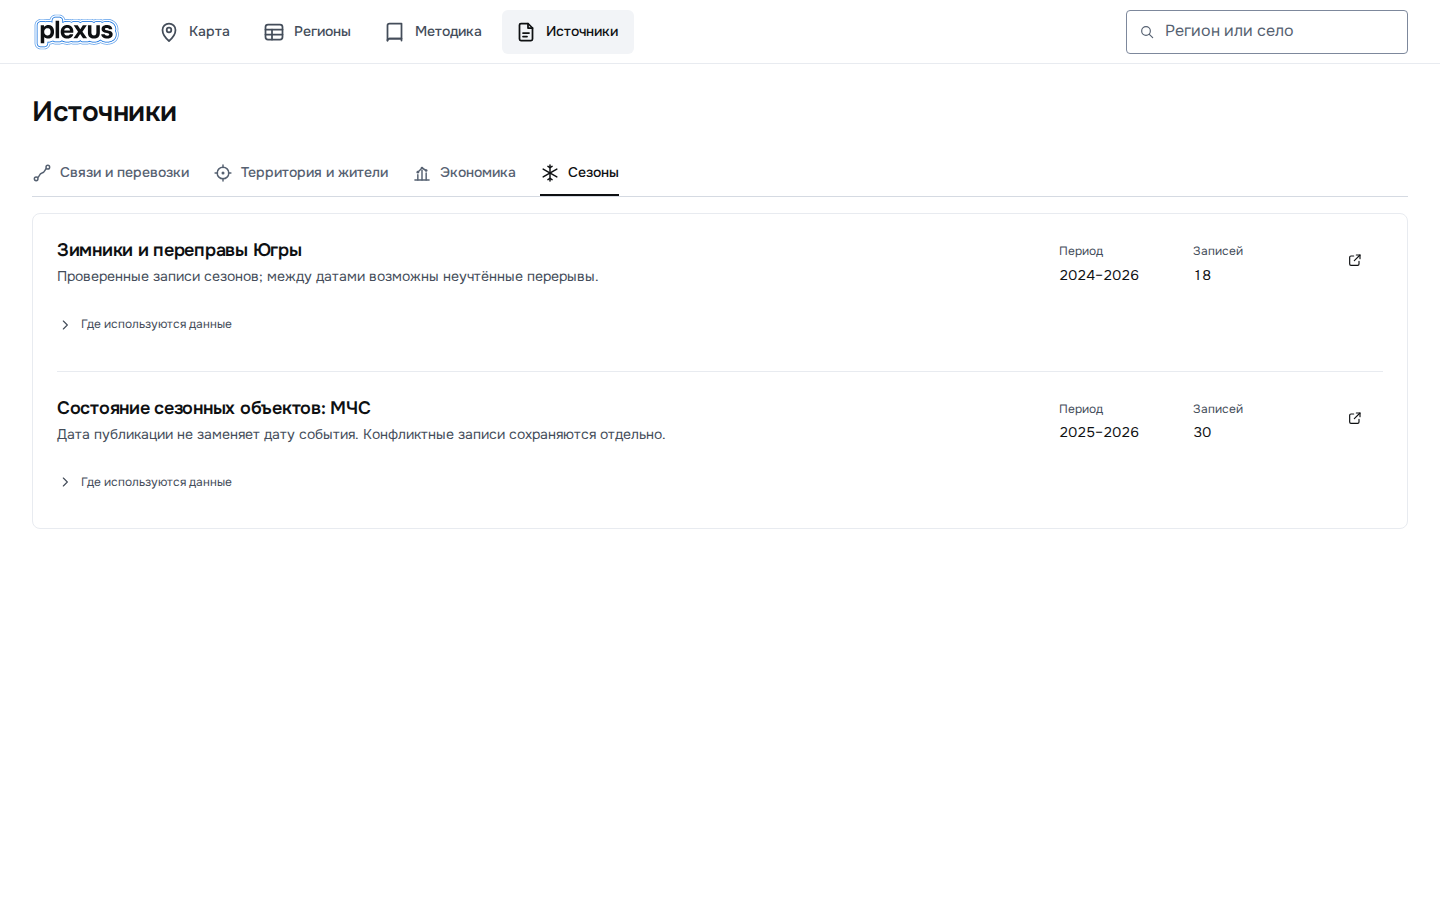 plexus
Карта
Регионы
Методика
Источники
Регион или село
Источники
Связи и перевозки
Территория и жители
Экономика
Сезоны
Зимники и переправы Югры
Проверенные записи сезонов; между датами возможны неучтённые перерывы.
Период
2024–2026
Записей
18
Где используются данные
Состояние сезонных объектов: МЧС
Дата публикации не заменяет дату события. Конфликтные записи сохраняются отдельно.
Период
2025–2026
Записей
30
Где используются данные